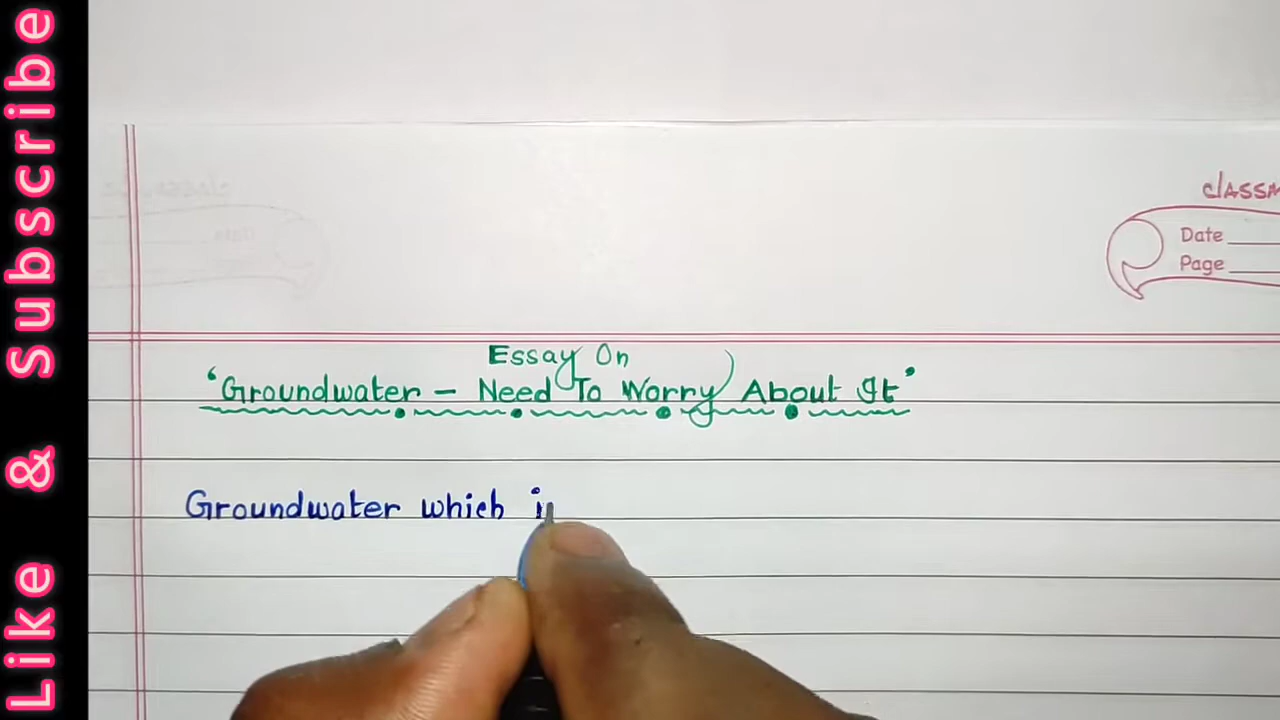 Like & Subscribe
classm
Date
Page
Essay On
'Groundwater - Need To Worry About It'
Groundwater which i